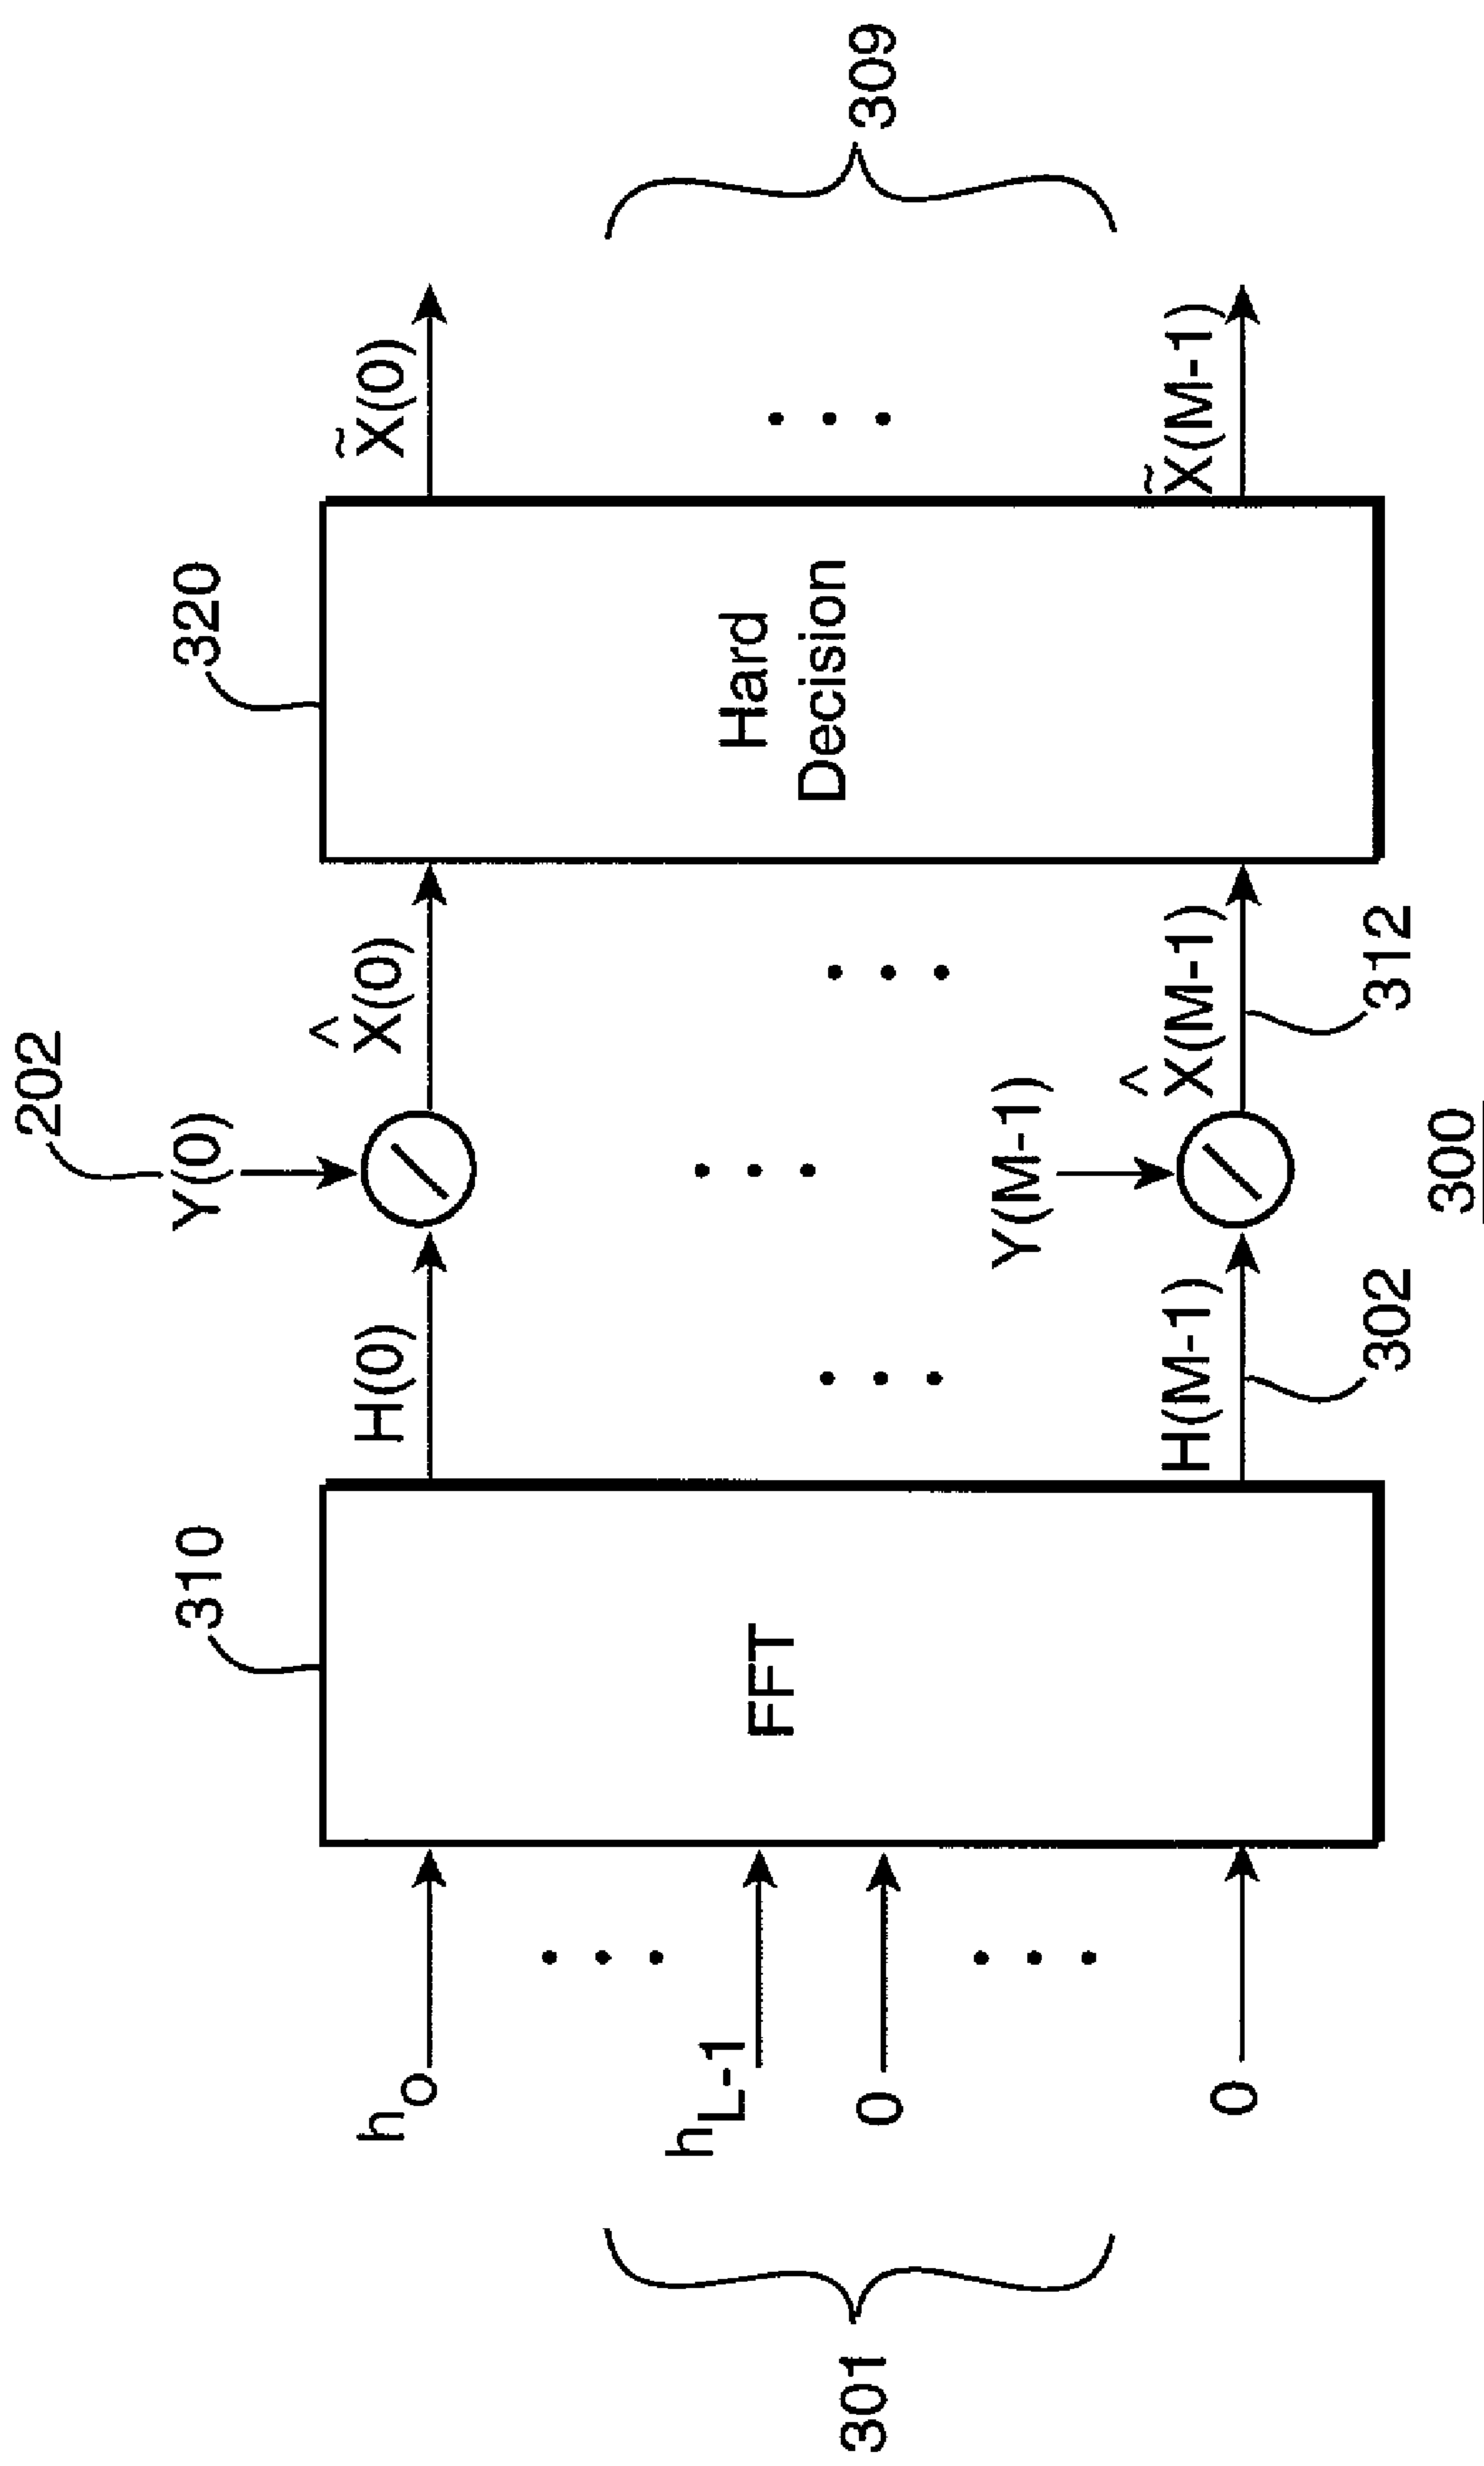 202
320
310
Y(0)
X̃(0)
X̂(0)
H(0)
h0
309
Hard
Decision
FFT
hL-1
301
0
Y(M-1)
X̃(M-1)
X̂(M-1)
H(M-1)
0
312
302
300